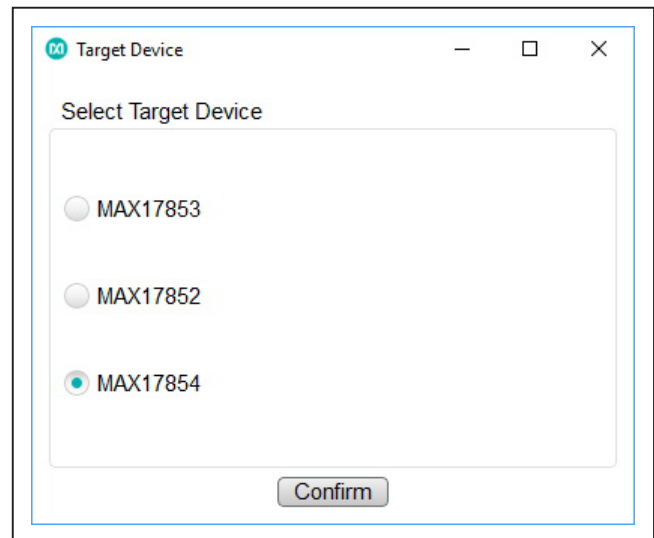 Target Device
Select Target Device
MAX17853
MAX17852
MAX17854
Confirm